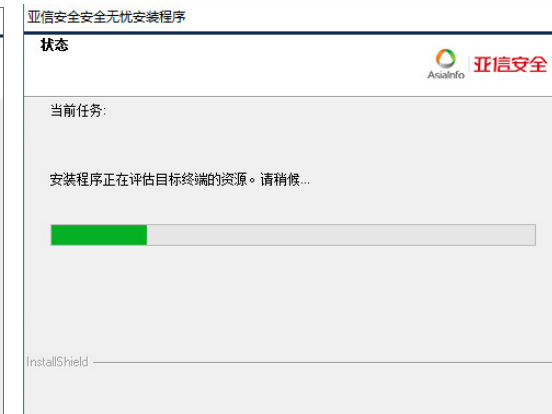 亚信安全安全无忧安装程序
状态
AsiaInfo 亚信安全
当前任务:
安装程序正在评估目标终端的资源。请稍候...
InstallShield